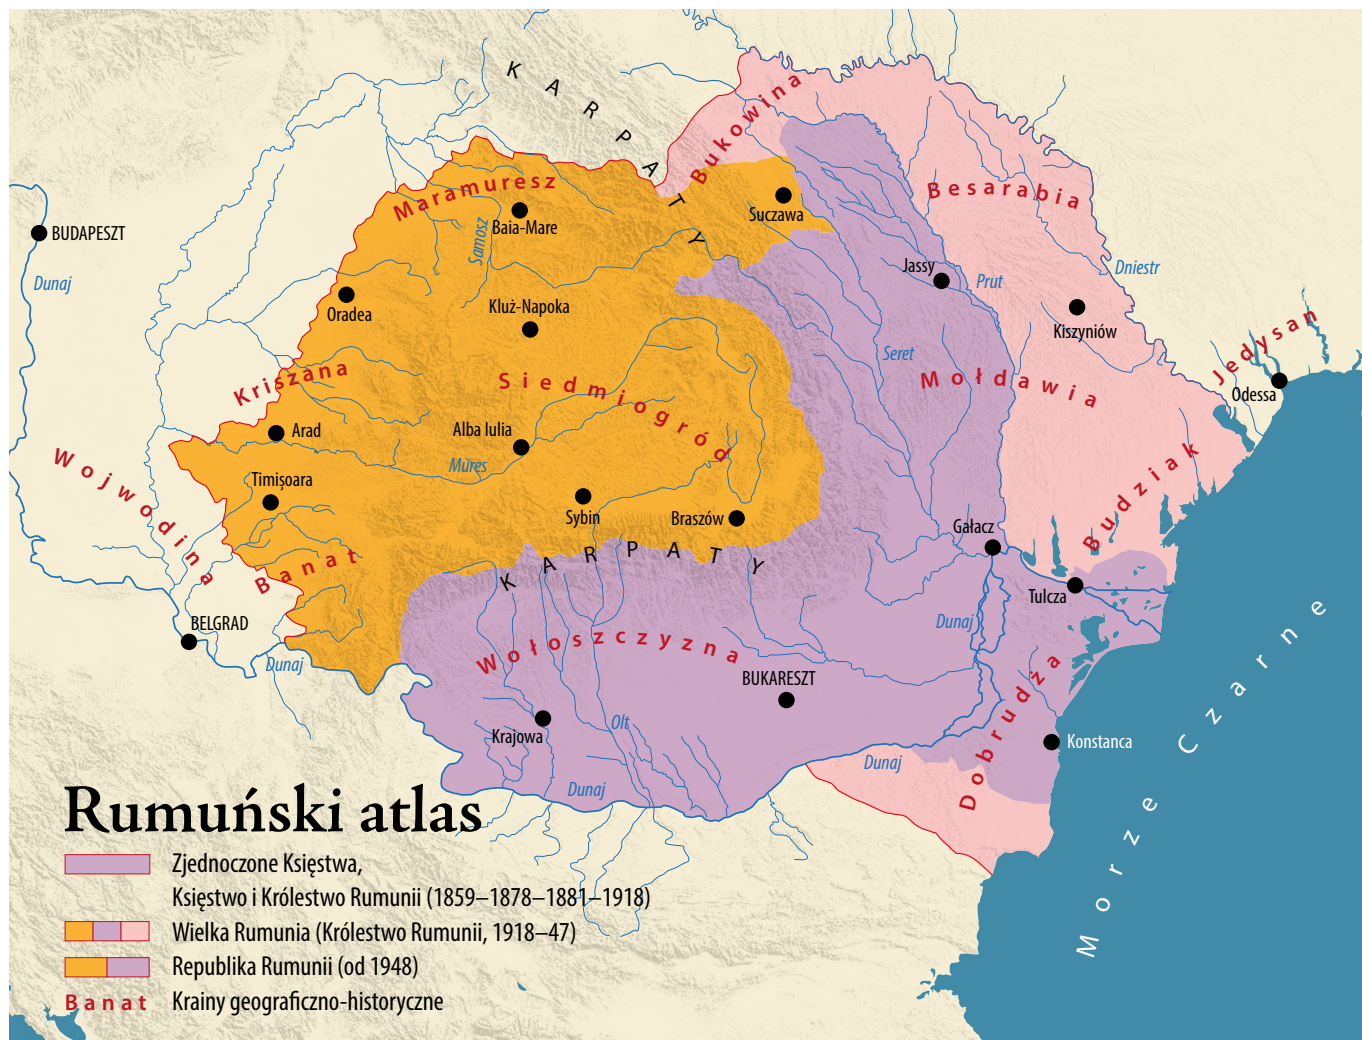 KARPATY
Bukowina
Maramuresz
Besarabia
Suczawa
Baia-Mare
Samosz
BUDAPESZT
Dunaj
Jassy
Prut
Dniestr
Oradea
Kluż-Napoka
Kiszyniów
Jedysan
Seret
Kriszana
Siedmiogród
Mołdawia
Odessa
Arad
Alba Iulia
Mures
Wojwodina
Timișoara
Budziak
Sybin
Braszów
Gałacz
KARPATY
Banat
Tulcza
BELGRAD
Dunaj
Dunaj
Wołoszczyzna
BUKARESZT
Dobrudża
Morze Czarne
Krajowa
Olt
Konstanca
Dunaj
Dunaj
Rumuński atlas
Zjednoczone Księstwa,
Księstwo i Królestwo Rumunii (1859–1878–1881–1918)
Wielka Rumunia (Królestwo Rumunii, 1918–47)
Republika Rumunii (od 1948)
Banat Krainy geograficzno-historyczne